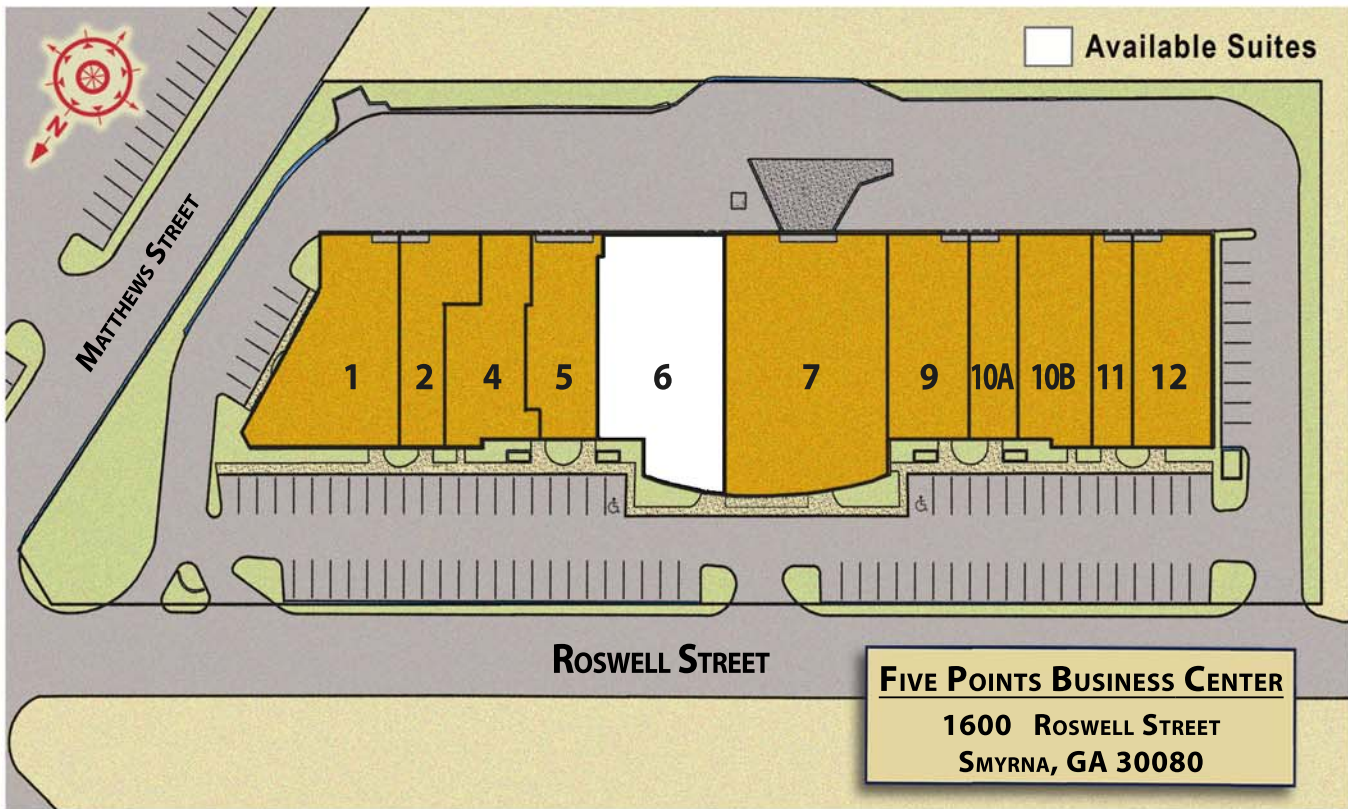 Available Suites
N
MATTHEWS STREET
1 2 4 5 6 7 9 10A 10B 11 12
ROSWELL STREET
FIVE POINTS BUSINESS CENTER
1600 ROSWELL STREET
SMYRNA, GA 30080